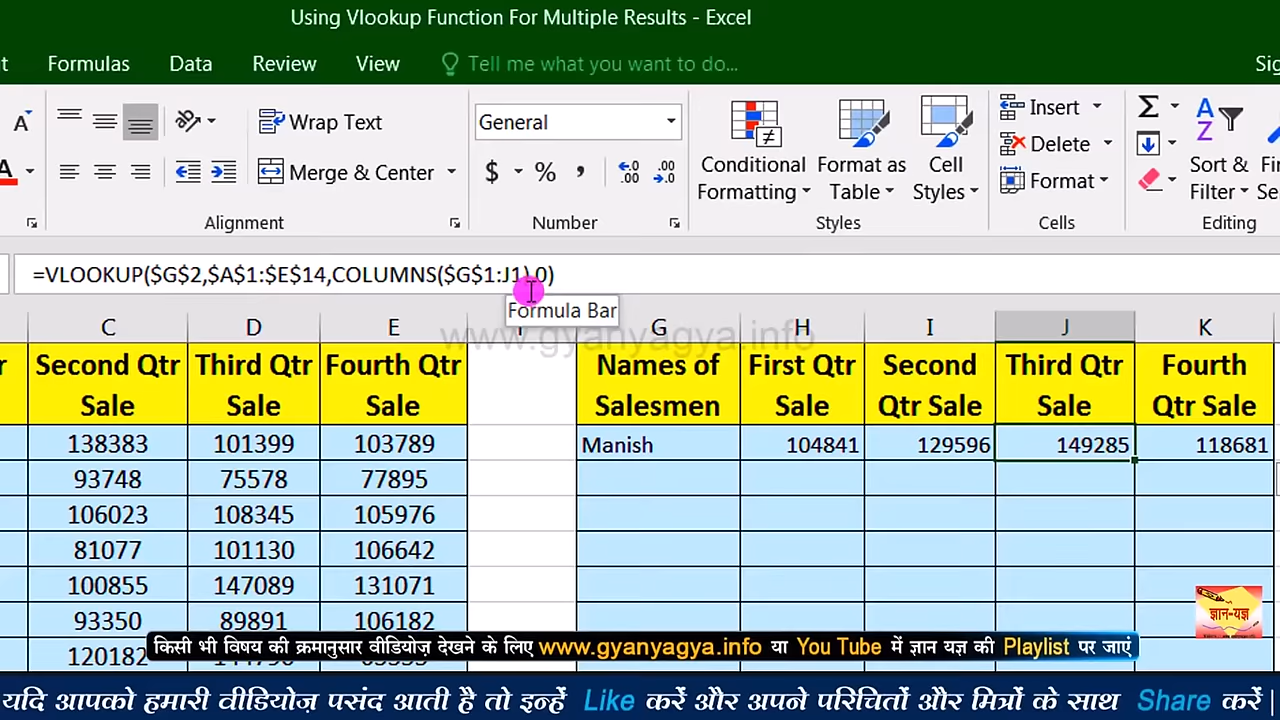 Using Vlookup Function For Multiple Results - Excel
Formulas Data Review View Tell me what you want to do...
Wrap Text General Insert
Merge & Center $ % , Conditional Formatting Format as Table Cell Styles Delete Sort & Filter
Format
Alignment Number Styles Cells Editing
=VLOOKUP($G$2,$A$1:$E$14,COLUMNS($G$1:J1),0)
Formula Bar
www.gyanyagya.info
C D E G H I J K
Second Qtr Sale Third Qtr Sale Fourth Qtr Sale Names of Salesmen First Qtr Sale Second Qtr Sale Third Qtr Sale Fourth Qtr Sale
138383 101399 103789 Manish 104841 129596 149285 118681
93748 75578 77895
106023 108345 105976
81077 101130 106642
100855 147089 131071
93350 89891 106182
120182
ज्ञान-यज्ञ
किसी भी विषय की क्रमानुसार वीडियोज़ देखने के लिए www.gyanyagya.info या You Tube में ज्ञान यज्ञ की Playlist पर जाएं
यदि आपको हमारी वीडियोज़ पसंद आती है तो इन्हें Like करें और अपने परिचितों और मित्रों के साथ Share करें |